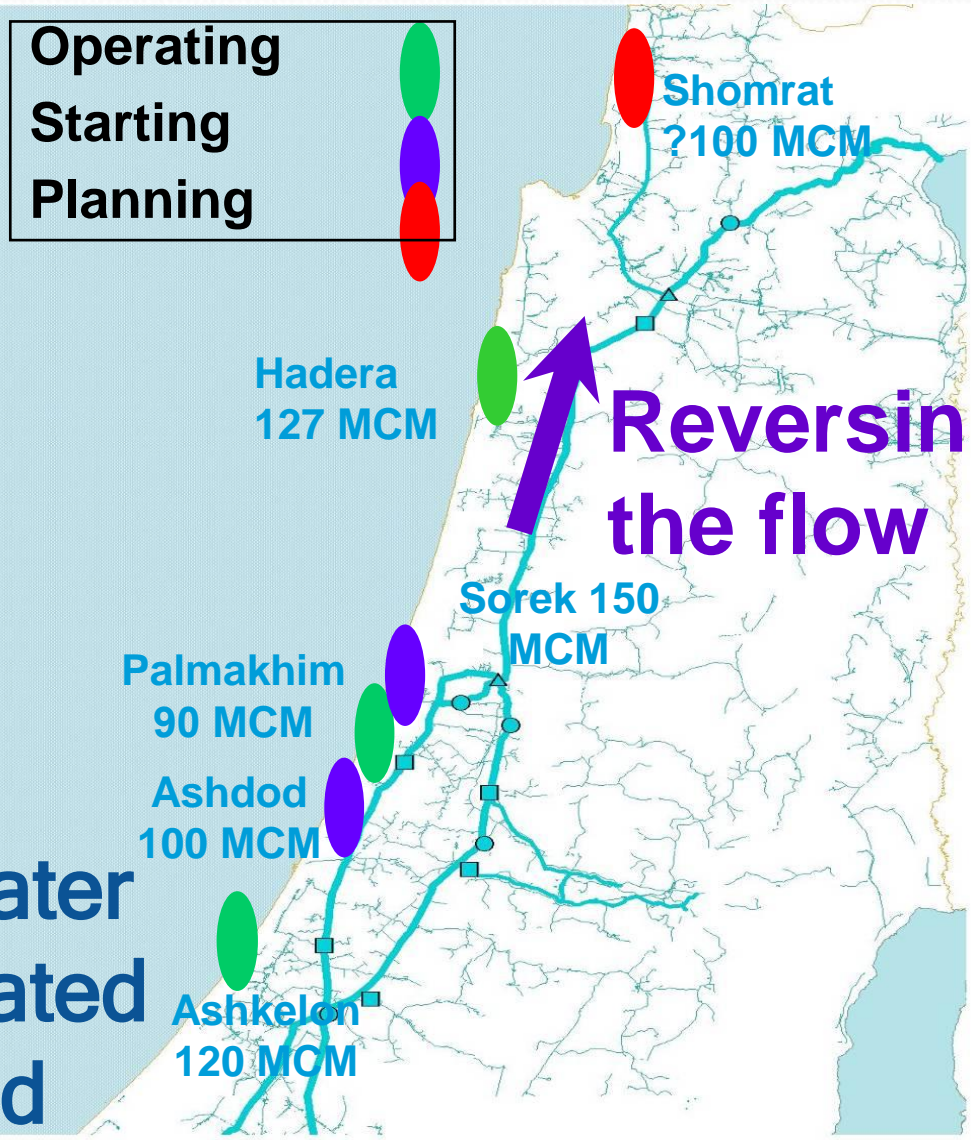 Operating
Starting
Planning
Shomrat
?100 MCM
Hadera
127 MCM
Reversin
the flow
Sorek 150
MCM
Palmakhim
90 MCM
Ashdod
100 MCM
ater
ated
d
Ashkelon
120 MCM